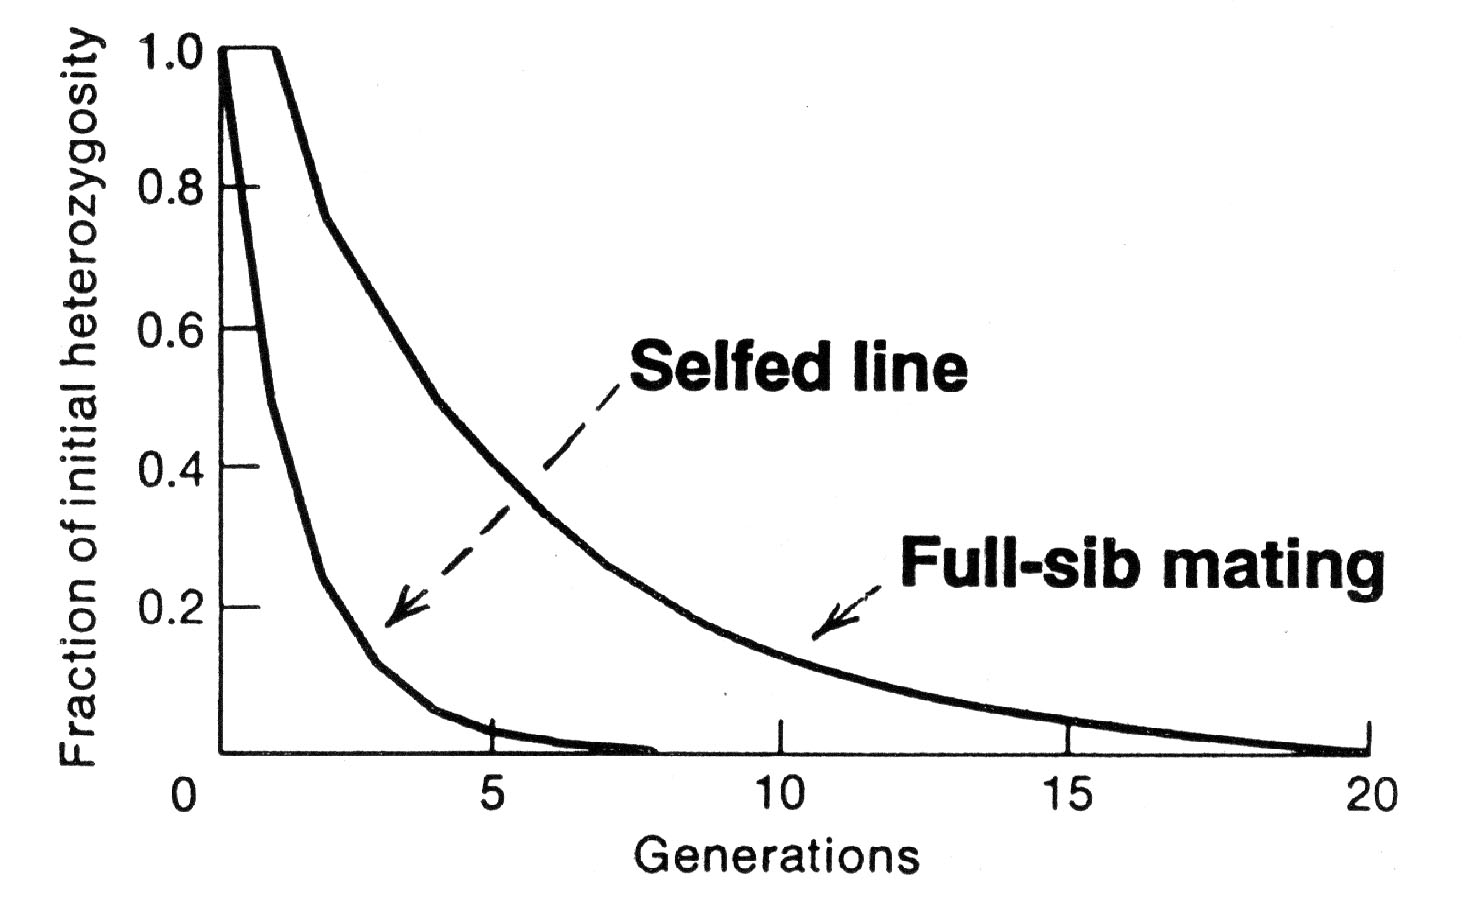 Fraction of initial heterozygosity
1.0
0.8
0.6
0.4
0.2
Selfed line
Full-sib mating
0 5 10 15 20
Generations